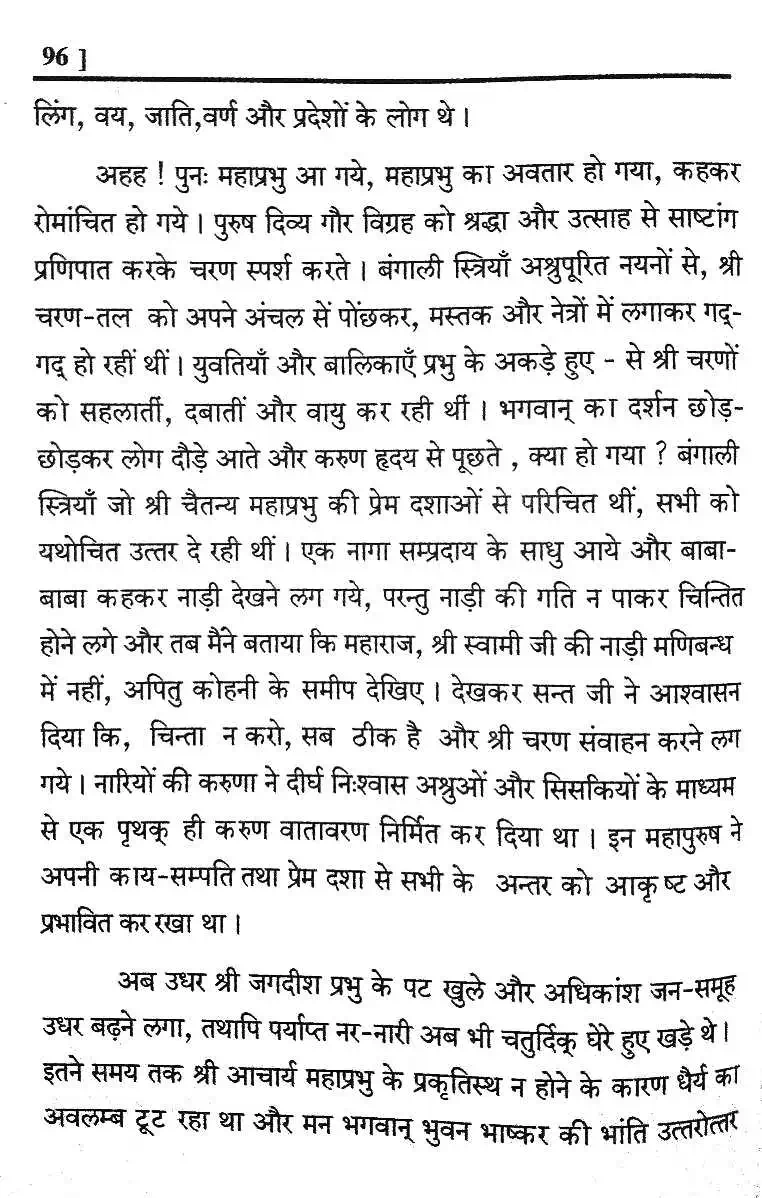 96 ]
लिंग, वय, जाति,वर्ण और प्रदेशों के लोग थे।
अहह ! पुनः महाप्रभु आ गये, महाप्रभु का अवतार हो गया, कहकर
रोमांचित हो गये। पुरुष दिव्य गौर विग्रह को श्रद्धा और उत्साह से साष्टांग
प्रणिपात करके चरण स्पर्श करते। बंगाली स्त्रियाँ अश्रुपूरित नयनों से, श्री
चरण-तल को अपने अंचल सें पोंछकर, मस्तक और नेत्रों में लगाकर गद्-
गद् हो रहीं थीं। युवतियाँ और बालिकाएँ प्रभु के अकड़े हुए - से श्री चरणों
को सहलातीं, दबातीं और वायु कर रही थीं। भगवान् का दर्शन छोड़-
छोड़कर लोग दौड़े आते और करुण हृदय से पूछते , क्या हो गया ? बंगाली
स्त्रियाँ जो श्री चैतन्य महाप्रभु की प्रेम दशाओं से परिचित थीं, सभी को
यथोचित उत्तर दे रही थीं। एक नागा सम्प्रदाय के साधु आये और बाबा-
बाबा कहकर नाड़ी देखने लग गये, परन्तु नाड़ी की गति न पाकर चिन्तित
होने लगे और तब मैंने बताया कि महाराज, श्री स्वामी जी की नाड़ी मणिबन्ध
में नहीं, अपितु कोहनी के समीप देखिए। देखकर सन्त जी ने आश्वासन
दिया कि, चिन्ता न करो, सब ठीक है और श्री चरण संवाहन करने लग
गये। नारियों की करुणा ने दीर्घ निःश्वास अश्रुओं और सिसकियों के माध्यम
से एक पृथक् ही करुण वातावरण निर्मित कर दिया था। इन महापुरुष ने
अपनी काय-सम्पति तथा प्रेम दशा से सभी के अन्तर को आकृष्ट और
प्रभावित कर रखा था।
अब उधर श्री जगदीश प्रभु के पट खुले और अधिकांश जन-समूह
उधर बढ़ने लगा, तथापि पर्याप्त नर-नारी अब भी चतुर्दिक् घेरे हुए खड़े थे।
इतने समय तक श्री आचार्य महाप्रभु के प्रकृतिस्थ न होने के कारण धैर्य का
अवलम्ब टूट रहा था और मन भगवान् भुवन भाष्कर की भांति उत्तरोत्तर